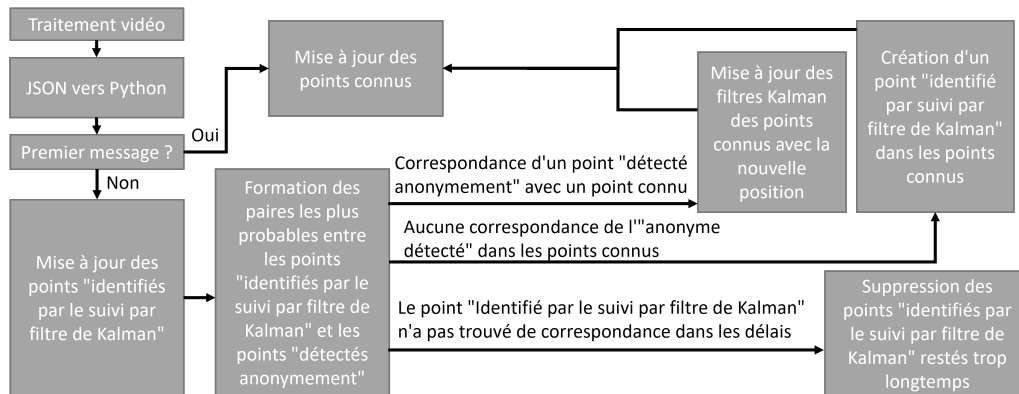 Traitement vidéo
JSON vers Python
Premier message ?
Oui
Non
Mise à jour des
points connus
Mise à jour des
points "identifiés
par le suivi par
filtre de Kalman"
Formation des
paires les plus
probables entre
les points
"identifiés par le
suivi par filtre de
Kalman" et les
points "détectés
anonymement"
Correspondance d'un point "détecté
anonymement" avec un point connu
Aucune correspondance de l'"anonyme
détecté" dans les points connus
Le point "Identifié par le suivi par filtre de Kalman"
n'a pas trouvé de correspondance dans les délais
Mise à jour des
filtres Kalman
des points
connus avec la
nouvelle
position
Création d'un
point "identifié
par suivi par
filtre de Kalman"
dans les points
connus
Suppression des
points "identifiés par
le suivi par filtre de
Kalman" restés trop
longtemps